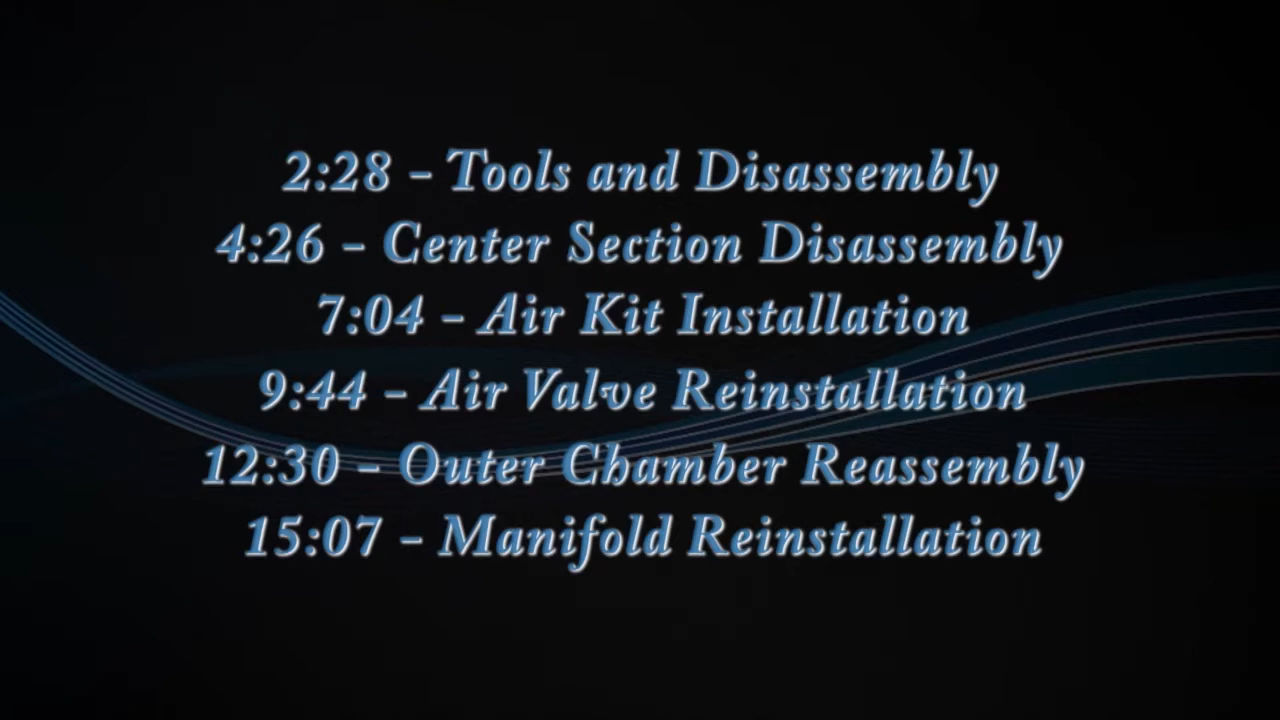 2:28 - Tools and Disassembly
4:26 - Center Section Disassembly
7:04 - Air Kit Installation
9:44 - Air Valve Reinstallation
12:30 - Outer Chamber Reassembly
15:07 - Manifold Reinstallation